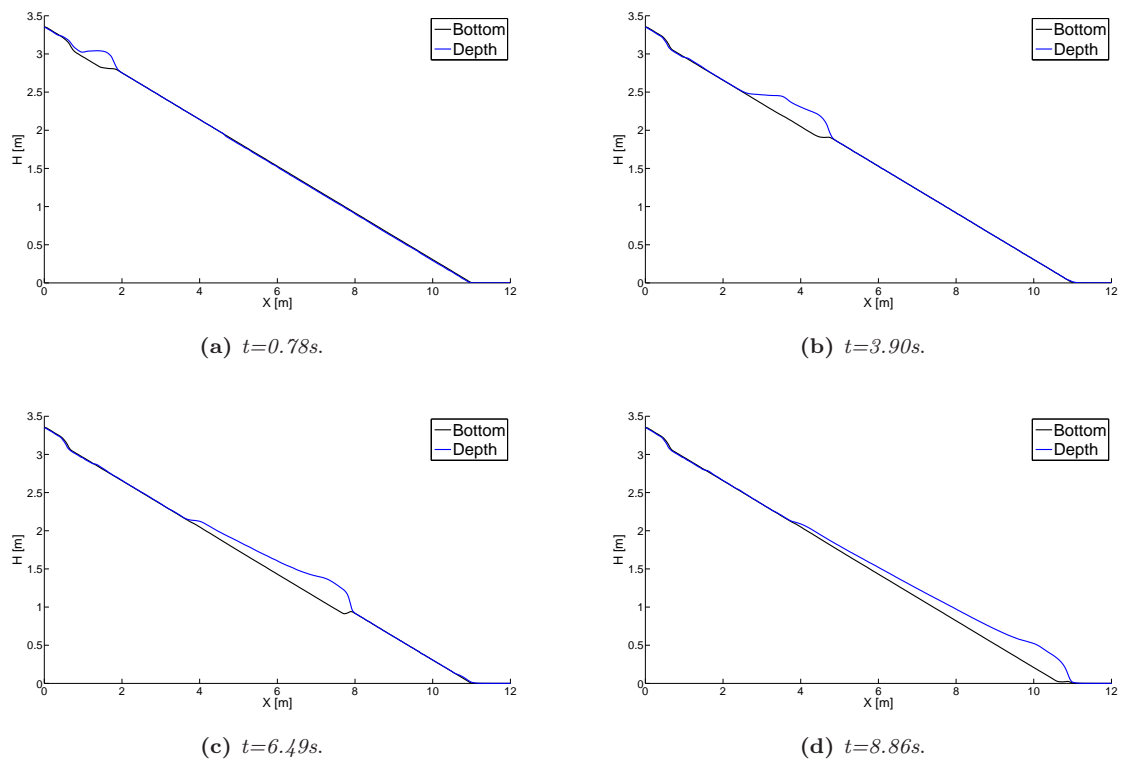 3.5
3
2.5
2
1.5
1
0.5
0
H [m]
0 2 4 6 8 10 12
X [m]
Bottom
Depth
(a) t=0.78s.
3.5
3
2.5
2
1.5
1
0.5
0
H [m]
0 2 4 6 8 10 12
X [m]
Bottom
Depth
(b) t=3.90s.
3.5
3
2.5
2
1.5
1
0.5
0
H [m]
0 2 4 6 8 10 12
X [m]
Bottom
Depth
(c) t=6.49s.
3.5
3
2.5
2
1.5
1
0.5
0
H [m]
0 2 4 6 8 10 12
X [m]
Bottom
Depth
(d) t=8.86s.